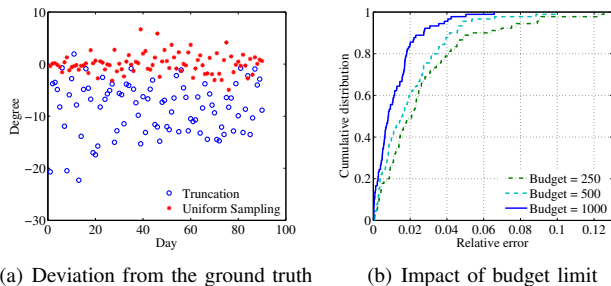 10
0
−10
−20
−30
0 20 40 60 80 100
Degree
Day
Truncation
Uniform Sampling
(a) Deviation from the ground truth
1
0.8
0.6
0.4
0.2
0
0 0.02 0.04 0.06 0.08 0.1 0.12
Cumulative distribution
Relative error
Budget = 250
Budget = 500
Budget = 1000
(b) Impact of budget limit